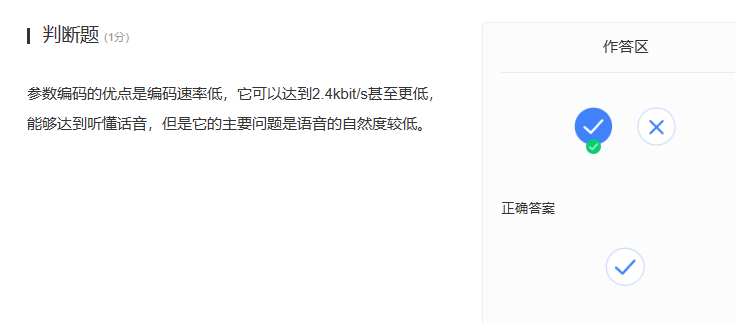 判断题 (1分)
作答区
参数编码的优点是编码速率低，它可以达到2.4kbit/s甚至更低，
能够达到听懂话音，但是它的主要问题是语音的自然度较低。
正确答案